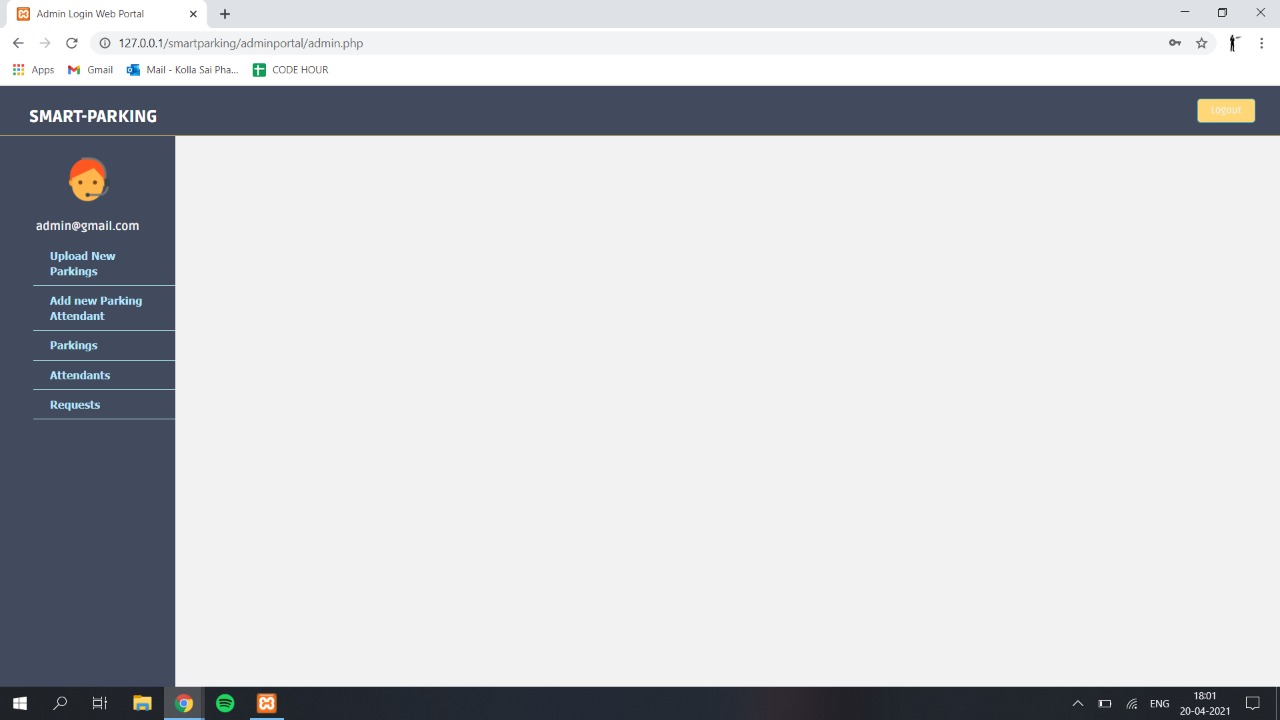 Admin Login Web Portal
127.0.0.1/smartparking/adminportal/admin.php
Apps
Gmail
Mail - Kolla Sai Pha...
CODE HOUR
SMART-PARKING
Logout
admin@gmail.com
Upload New
Parkings
Add new Parking
Attendant
Parkings
Attendants
Requests
ENG
18:01
20-04-2021